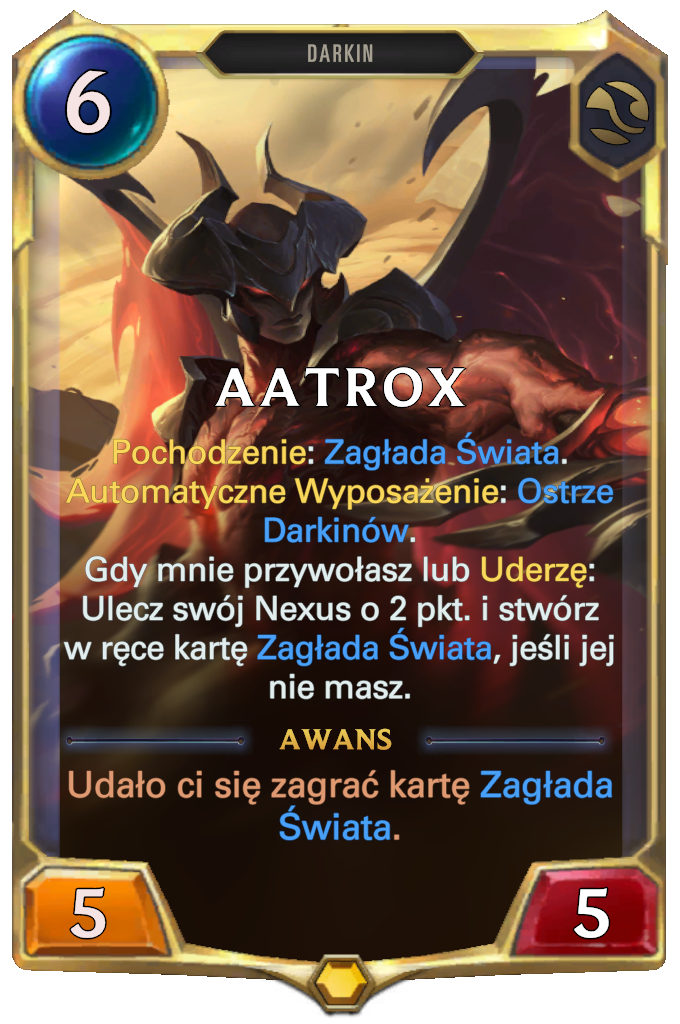 DARKIN
6
AATROX
Pochodzenie: Zagłada Świata.
Automatyczne Wyposażenie: Ostrze
Darkinów.
Gdy mnie przywołasz lub Uderzę:
Ulecz swój Nexus o 2 pkt. i stwórz
w ręce kartę Zagłada Świata, jeśli jej
nie masz.
AWANS
Udało ci się zagrać kartę Zagłada
Świata.
5
5